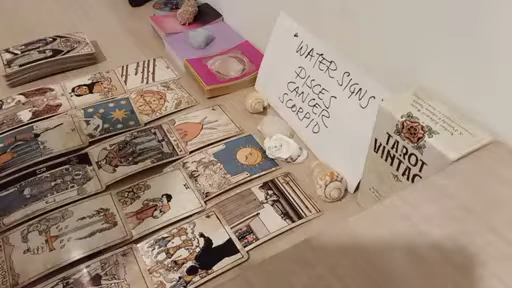 "WATER SIGNS
PISCES
CANCER
SCORPIO
TAROT
VINTAG